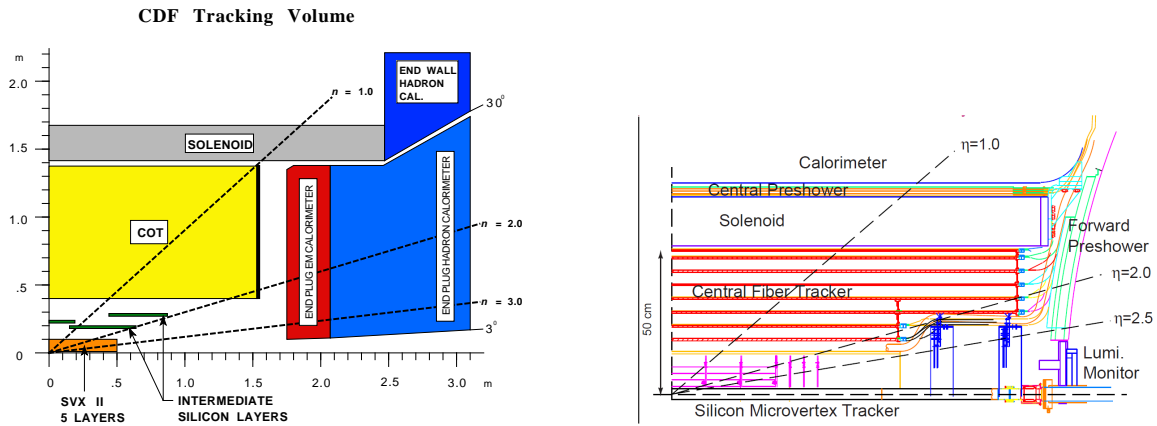 CDF Tracking Volume
m
2.0
1.5
1.0
.5
0
END WALL
HADRON
CAL.
n = 1.0
30°
SOLENOID
COT
END PLUG EM CALORIMETER
END PLUG HADRON CALORIMETER
n = 2.0
n = 3.0
3°
0
.5
1.0
1.5
2.0
2.5
3.0
m
SVX II
5 LAYERS
INTERMEDIATE
SILICON LAYERS
50 cm
Calorimeter
η=1.0
Central Preshower
Solenoid
Forward
Preshower
Central Fiber Tracker
η=2.0
η=2.5
Lumi.
Monitor
Silicon Microvertex Tracker